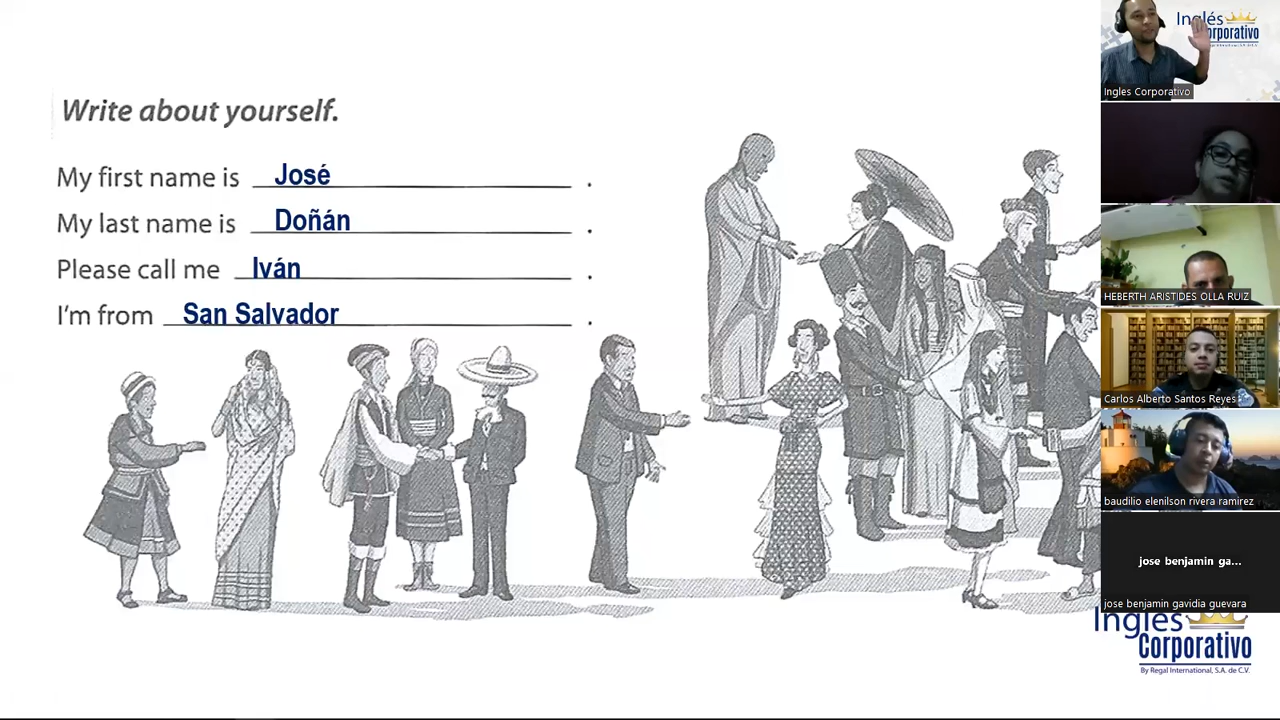 Write about yourself.
My first name is José .
My last name is Doñán .
Please call me Iván .
I'm from San Salvador .
Inglés
Corporativo
Ingles Corporativo
HEBERTH ARISTIDES OLLA RUIZ
Carlos Alberto Santos Reyes
baudilio elenilson rivera ramirez
jose benjamin ga...
jose benjamin gavidia guevara
Inglés
Corporativo
By Regal International, S.A. de C.V.